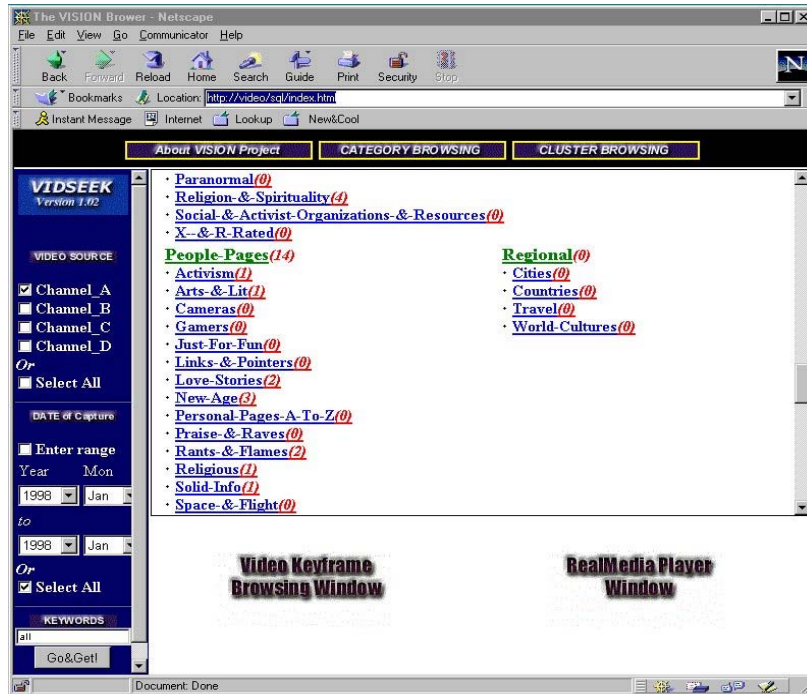 The VISION Brower - Netscape
File Edit View Go Communicator Help
Back Forward Reload Home Search Guide Print Security Stop
N
Bookmarks Location: http://video/sql/index.htm
Instant Message Internet Lookup New&Cool
About VISION Project CATEGORY BROWSING CLUSTER BROWSING
VIDSEEK
Version 1.02
VIDEO SOURCE
Channel_A
Channel_B
Channel_C
Channel_D
Or
Select All
DATE of Capture
Enter range
Year Mon
1998 Jan
to
1998 Jan
Or
Select All
KEYWORDS
all
Go&Get!
· Paranormal(0)
· Religion-&-Spirituality(4)
· Social-&-Activist-Organizations-&-Resources(0)
· X--&-R-Rated(0)
People-Pages(14)
· Activism(1)
· Arts-&-Lit(1)
· Cameras(0)
· Gamers(0)
· Just-For-Fun(0)
· Links-&-Pointers(0)
· Love-Stories(2)
· New-Age(3)
· Personal-Pages-A-To-Z(0)
· Praise-&-Raves(0)
· Rants-&-Flames(2)
· Religious(1)
· Solid-Info(1)
· Space-&-Flight(0)
Regional(0)
· Cities(0)
· Countries(0)
· Travel(0)
· World-Cultures(0)
Video Keyframe
Browsing Window
RealMedia Player
Window
Document: Done